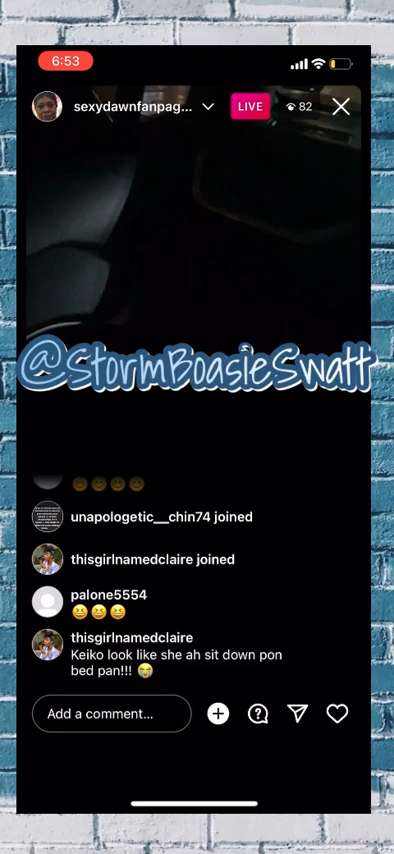 6:53
sexydawnfanpag...
LIVE
82
@StormBoasieSwatt
😊😊😊😊
unapologetic__chin74 joined
thisgirlnamedclaire joined
palone5554
😆😆😆
thisgirlnamedclaire
Keiko look like she ah sit down pon
bed pan!!! 😭
Add a comment...